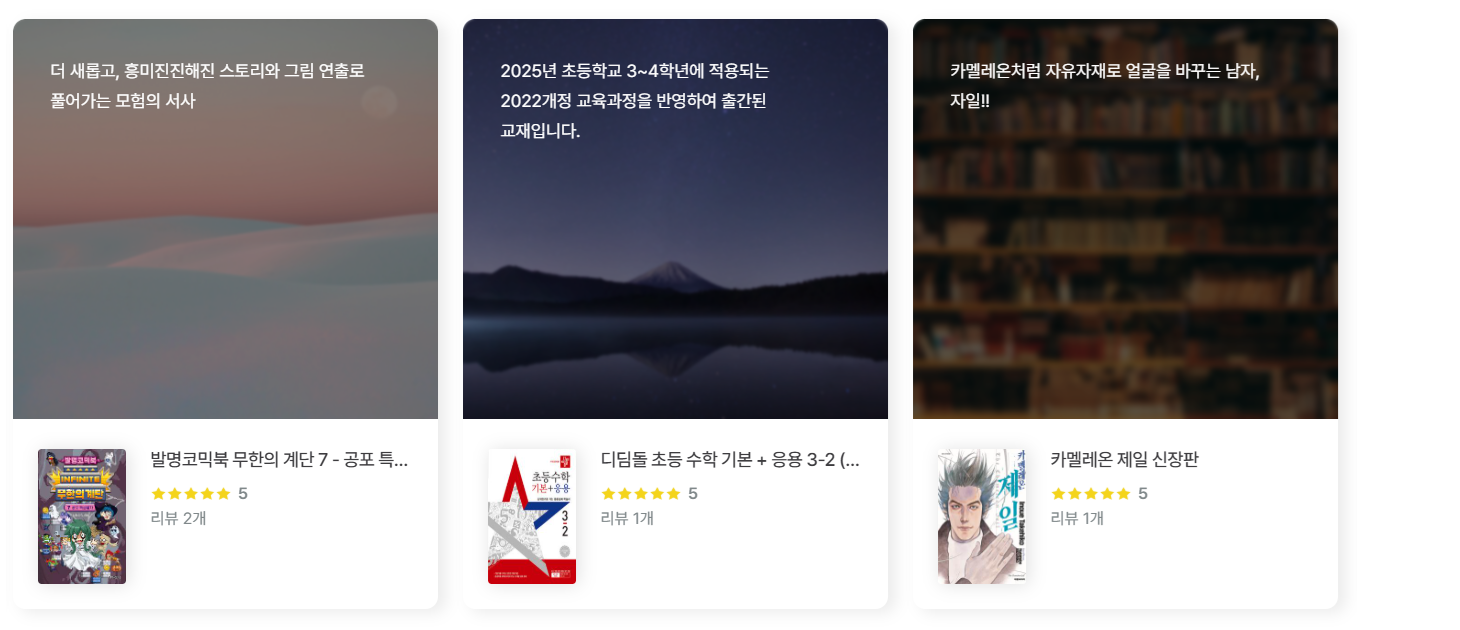 더 새롭고, 흥미진진해진 스토리와 그림 연출로
풀어가는 모험의 서사
2025년 초등학교 3~4학년에 적용되는
2022개정 교육과정을 반영하여 출간된
교재입니다.
카멜레온처럼 자유자재로 얼굴을 바꾸는 남자,
자일!!
발명코믹북
INFINITE
무한의계단
발명코믹북 무한의 계단 7 - 공포 특...
5
리뷰 2개
초등수학
기본+응용
3-2
디딤돌 초등 수학 기본 + 응용 3-2 (...
5
리뷰 1개
카멜레온
제일
카멜레온 제일 신장판
5
리뷰 1개